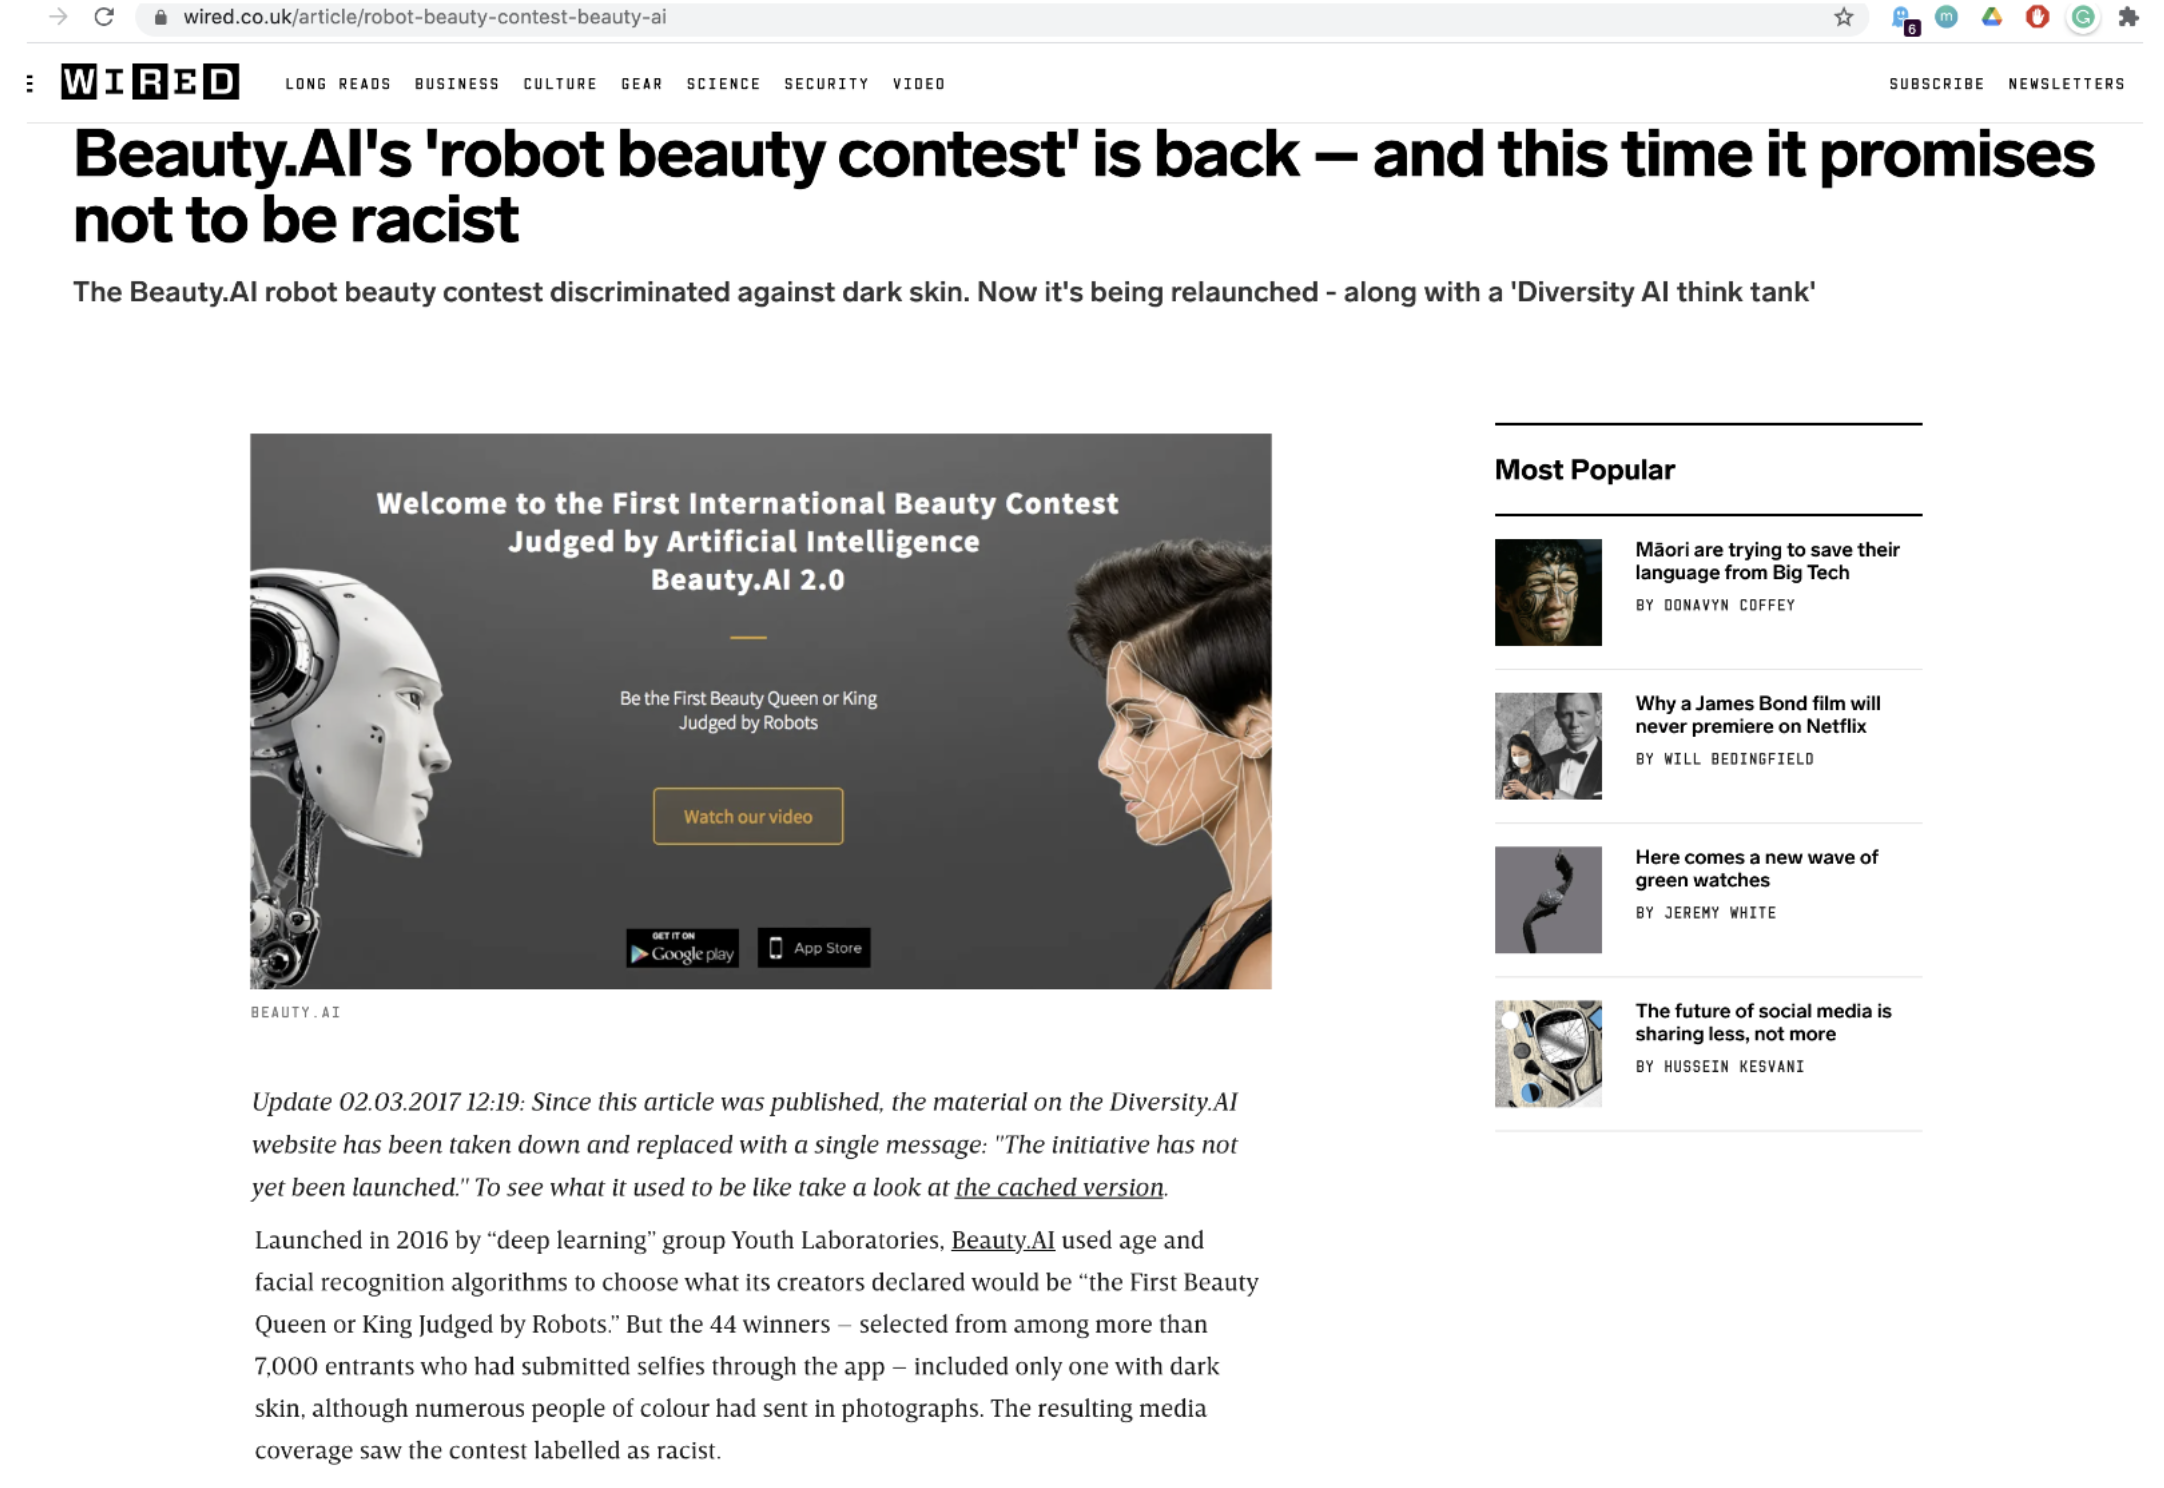 wired.co.uk/article/robot-beauty-contest-beauty-ai
6
m
G
WIRED
LONG READS BUSINESS CULTURE GEAR SCIENCE SECURITY VIDEO
SUBSCRIBE NEWSLETTERS
Beauty.AI's 'robot beauty contest' is back – and this time it promises
not to be racist
The Beauty.AI robot beauty contest discriminated against dark skin. Now it's being relaunched - along with a 'Diversity AI think tank'
Welcome to the First International Beauty Contest
Judged by Artificial Intelligence
Beauty.AI 2.0
Be the First Beauty Queen or King
Judged by Robots
Watch our video
GET IT ON
Google play
App Store
BEAUTY.AI
Update 02.03.2017 12:19: Since this article was published, the material on the Diversity.AI
website has been taken down and replaced with a single message: "The initiative has not
yet been launched." To see what it used to be like take a look at the cached version.
Launched in 2016 by “deep learning” group Youth Laboratories, Beauty.AI used age and
facial recognition algorithms to choose what its creators declared would be “the First Beauty
Queen or King Judged by Robots.” But the 44 winners – selected from among more than
7,000 entrants who had submitted selfies through the app – included only one with dark
skin, although numerous people of colour had sent in photographs. The resulting media
coverage saw the contest labelled as racist.
Most Popular
Māori are trying to save their
language from Big Tech
BY DONAVYN COFFEY
Why a James Bond film will
never premiere on Netflix
BY WILL BEDINGFIELD
Here comes a new wave of
green watches
BY JEREMY WHITE
The future of social media is
sharing less, not more
BY HUSSEIN KESVANI